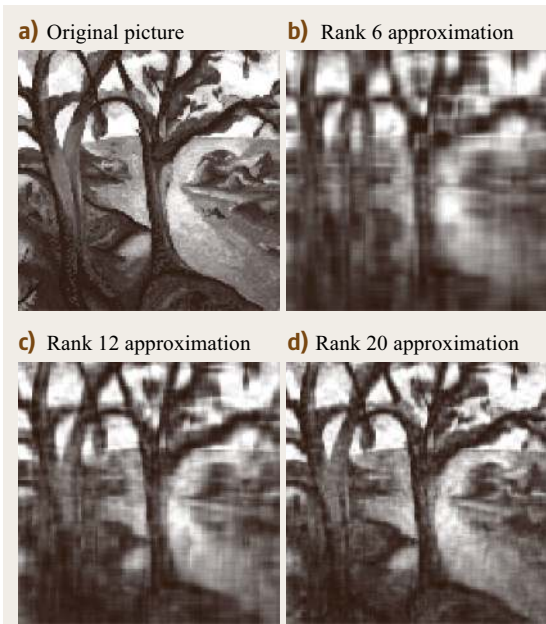 a) Original picture
b) Rank 6 approximation
c) Rank 12 approximation
d) Rank 20 approximation